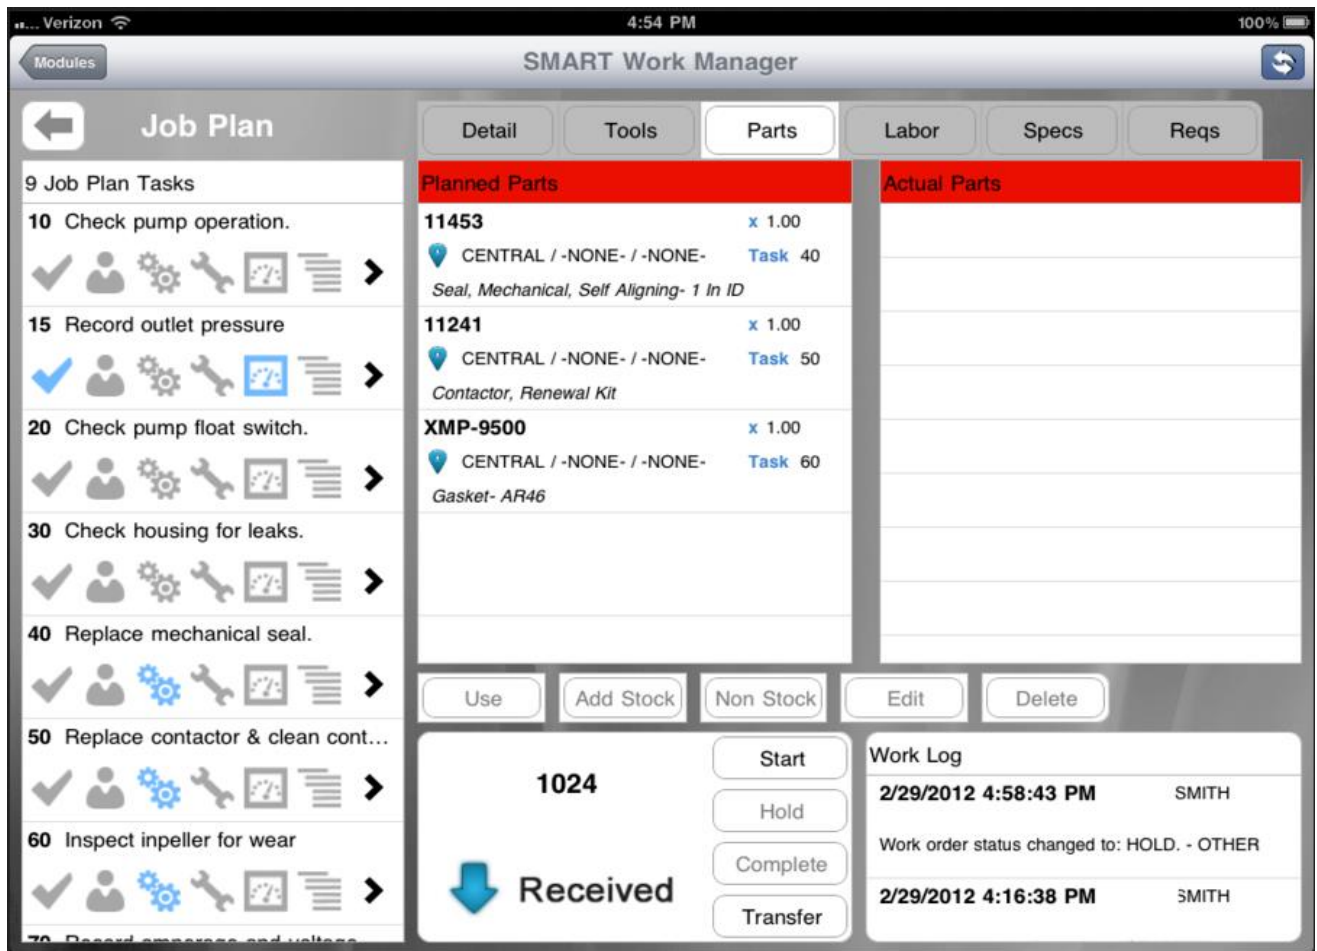 ... Verizon 4:54 PM 100%
Modules SMART Work Manager
Job Plan
Detail Tools Parts Labor Specs Reqs
9 Job Plan Tasks
10 Check pump operation.
15 Record outlet pressure
20 Check pump float switch.
30 Check housing for leaks.
40 Replace mechanical seal.
50 Replace contactor & clean cont...
60 Inspect inpeller for wear
70 Record amperage and voltage
Planned Parts
11453 x 1.00
CENTRAL / -NONE- / -NONE- Task 40
Seal, Mechanical, Self Aligning- 1 In ID
11241 x 1.00
CENTRAL / -NONE- / -NONE- Task 50
Contactor, Renewal Kit
XMP-9500 x 1.00
CENTRAL / -NONE- / -NONE- Task 60
Gasket- AR46
Actual Parts
Use Add Stock Non Stock Edit Delete
1024
Received
Start
Hold
Complete
Transfer
Work Log
2/29/2012 4:58:43 PM SMITH
Work order status changed to: HOLD. - OTHER
2/29/2012 4:16:38 PM SMITH